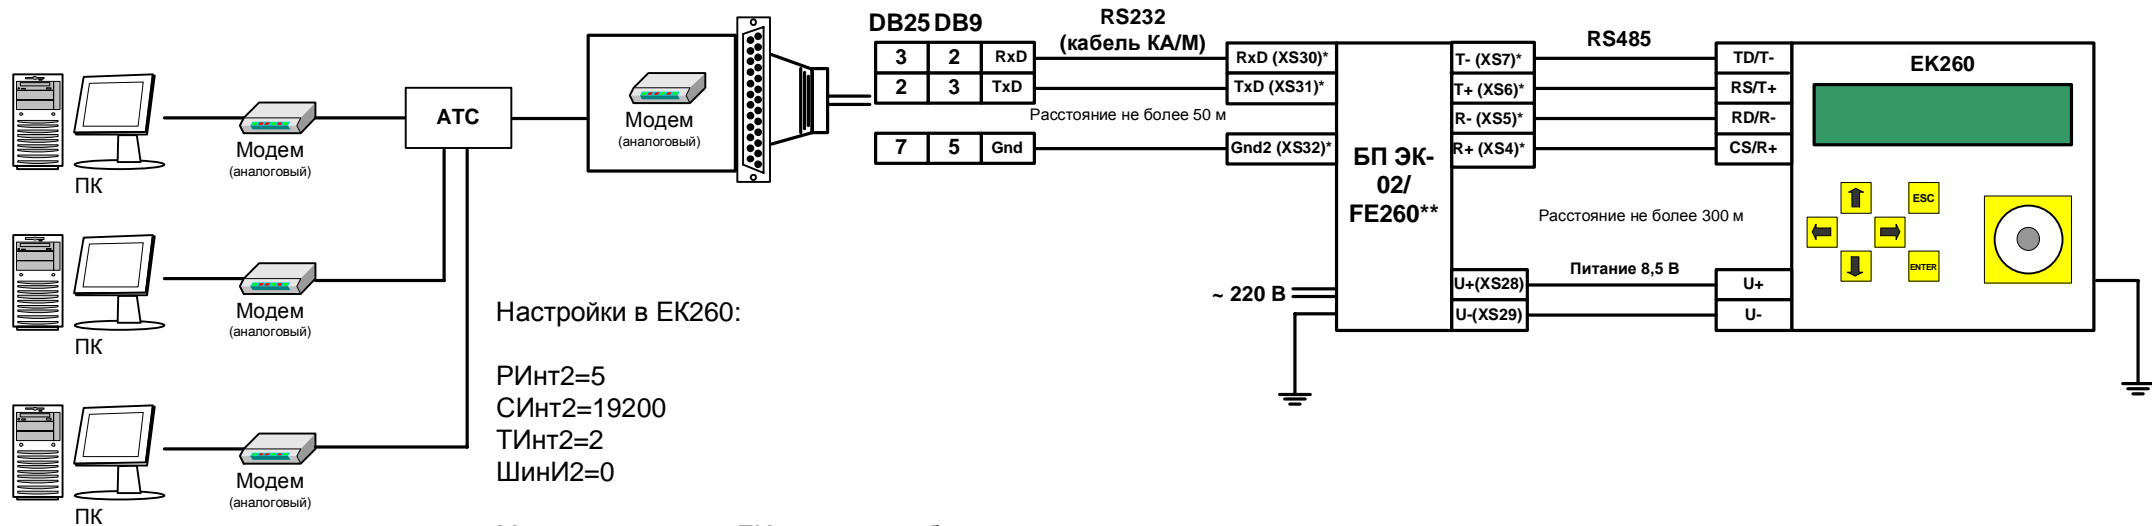 DB25 DB9
RS232
(кабель КА/М)
3 2 RxD
2 3 TxD
7 5 Gnd
Расстояние не более 50 м
RxD (XS30)*
TxD (XS31)*
Gnd2 (XS32)*
БП ЭК-
02/
FE260**
~ 220 В
T- (XS7)*
T+ (XS6)*
R- (XS5)*
R+ (XS4)*
U+(XS28)
U-(XS29)
RS485
Расстояние не более 300 м
Питание 8,5 В
TD/T-
RS/T+
RD/R-
CS/R+
U+
U-
EK260
ESC
ENTER
АТС
Модем
(аналоговый)
ПК
Модем
(аналоговый)
ПК
Модем
(аналоговый)
ПК
Модем
(аналоговый)
Настройки в ЕК260:
РИнт2=5
СИнт2=19200
ТИнт2=2
ШинИ2=0